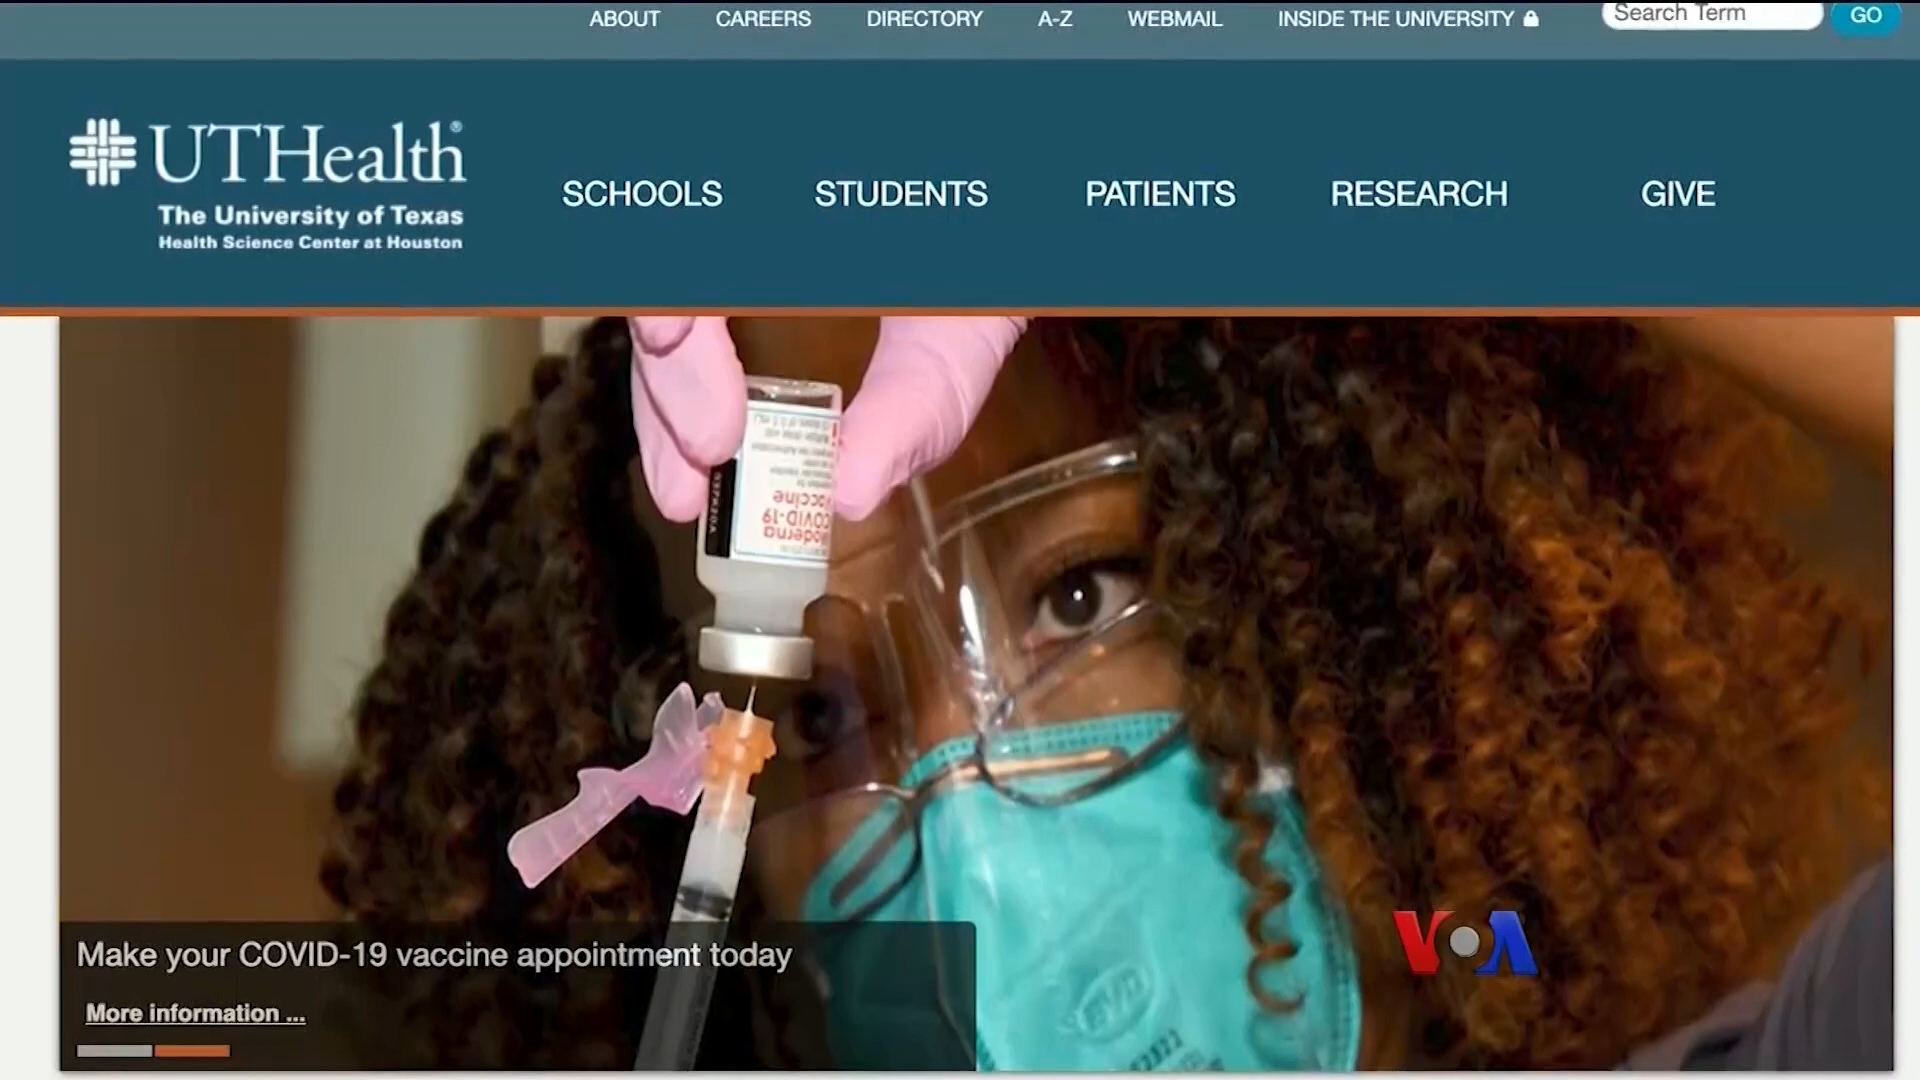 ABOUT CAREERS DIRECTORY A-Z WEBMAIL INSIDE THE UNIVERSITY Search Term GO
UTHealth®
The University of Texas
Health Science Center at Houston
SCHOOLS STUDENTS PATIENTS RESEARCH GIVE
moderna
COVID-19
Vaccine
Make your COVID-19 vaccine appointment today
More information ...
VOA